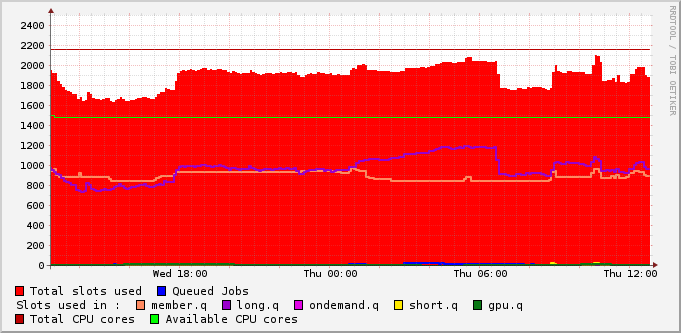 RRDTOOL / TOBI OETIKER
2400
2200
2000
1800
1600
1400
1200
1000
800
600
400
200
0
Wed 18:00 Thu 00:00 Thu 06:00 Thu 12:00
Total slots used Queued Jobs
Slots used in : member.q long.q ondemand.q short.q gpu.q
Total CPU cores Available CPU cores